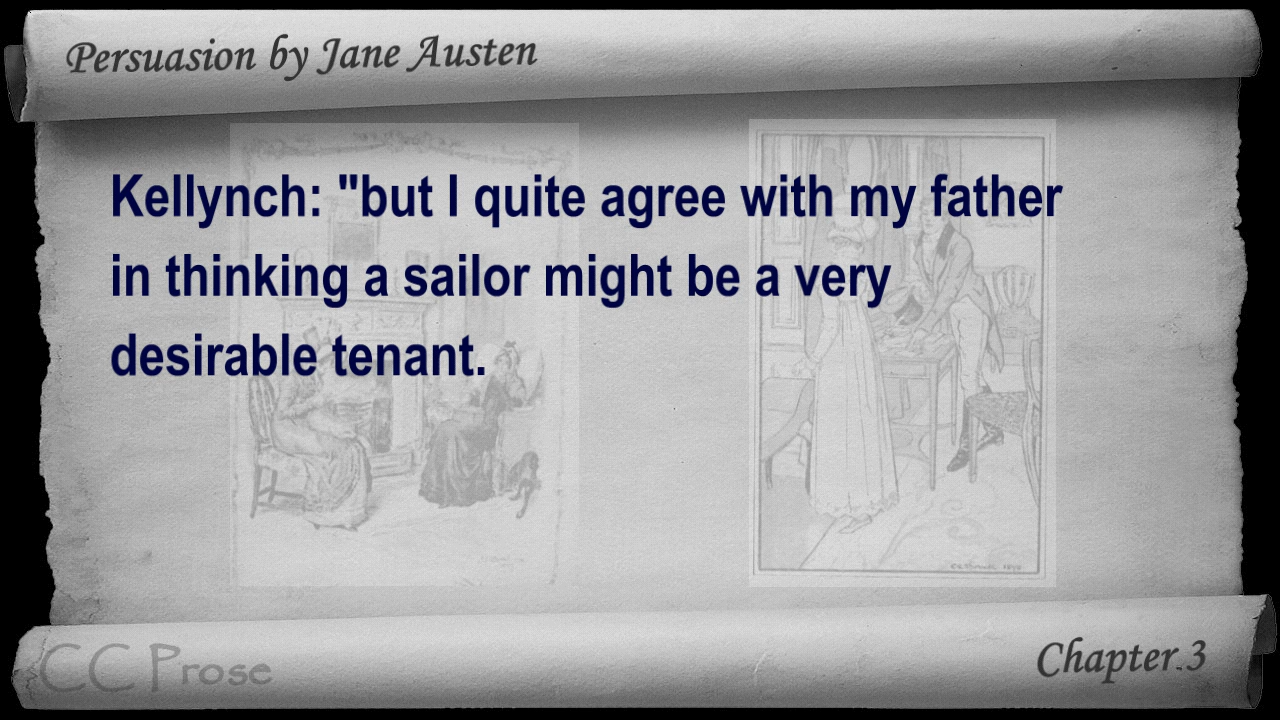 Persuasion by Jane Austen
Kellynch: "but I quite agree with my father
in thinking a sailor might be a very
desirable tenant.
CC Prose
Chapter.3